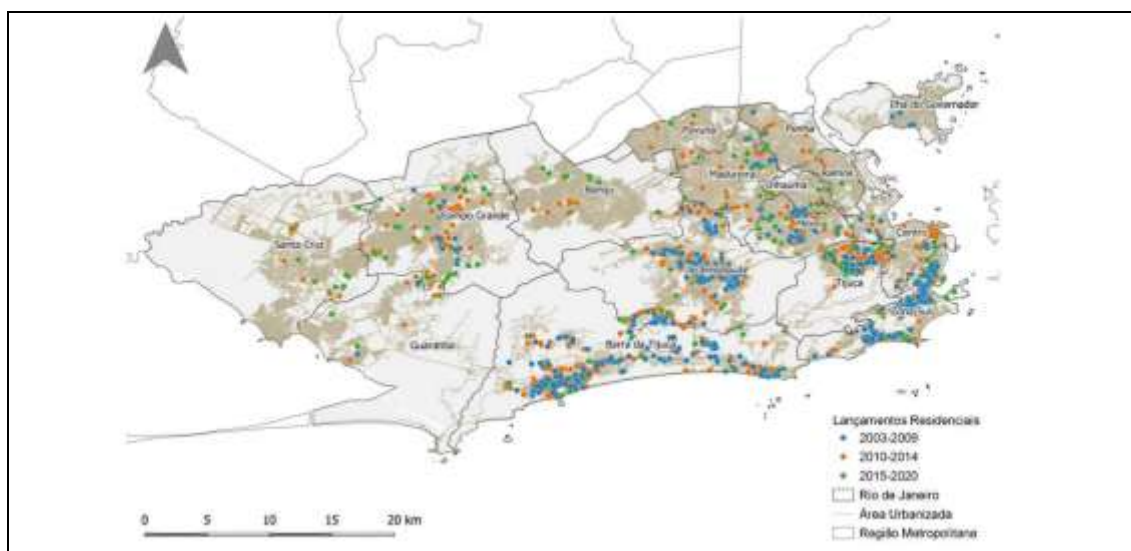 Ilha do Governador
Pavuna
Penha
Madureira
Inhaúma
Ramos
Bangu
Campo Grande
Santa Cruz
Centro
Tijuca
Guaratiba
Barra da Tijuca
Lançamentos Residenciais
2003-2009
2010-2014
2015-2020
Rio de Janeiro
Área Urbanizada
Região Metropolitana
0 5 10 15 20 km